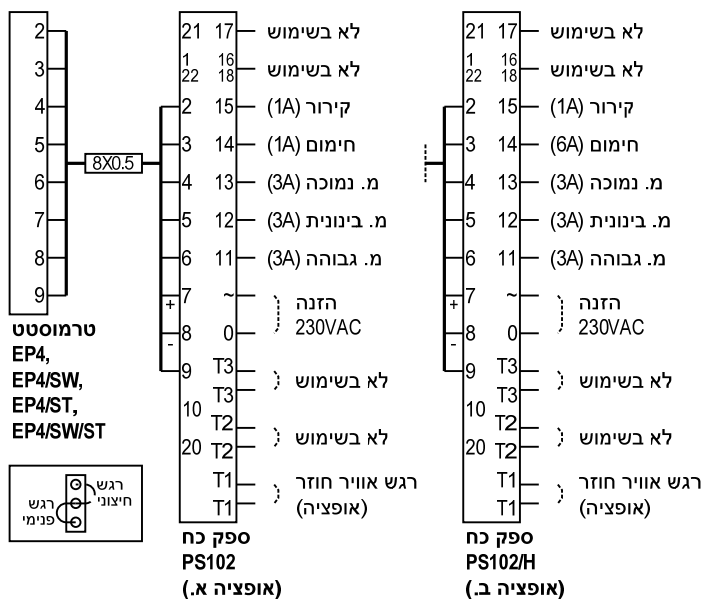 2
3
4
5
6
7
8
9
8X0.5
טרמוסטט
EP4,
EP4/SW,
EP4/ST,
EP4/SW/ST
רגש
חיצוני
רגש
פנימי
21 17 לא בשימוש
1 16
22 18 לא בשימוש
2 15 קירור (1A)
3 14 חימום (1A)
4 13 מ. נמוכה (3A)
5 12 מ. בינונית (3A)
6 11 מ. גבוהה (3A)
+ 7 ~ הזנה
- 8 0 230VAC
9 T3
T3 לא בשימוש
10 T2
20 T2 לא בשימוש
T1 רגש אוויר חוזר
T1 (אופציה)
ספק כח
PS102
(אופציה א.)
21 17 לא בשימוש
1 16
22 18 לא בשימוש
2 15 קירור (1A)
3 14 חימום (6A)
4 13 מ. נמוכה (3A)
5 12 מ. בינונית (3A)
6 11 מ. גבוהה (3A)
+ 7 ~ הזנה
- 8 0 230VAC
9 T3
T3 לא בשימוש
10 T2
20 T2 לא בשימוש
T1 רגש אוויר חוזר
T1 (אופציה)
ספק כח
PS102/H
(אופציה ב.)